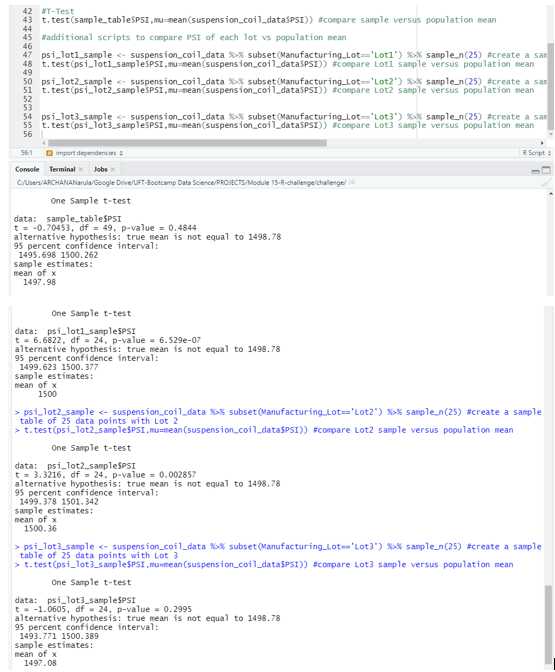 42 #T-Test
43 t.test(sample_table$PSI,mu=mean(suspension_coil_data$PSI)) #compare sample versus population mean
44
45 #additional scripts to compare PSI of each lot vs population mean
46
47 psi_lot1_sample <- suspension_coil_data %>% subset(Manufacturing_Lot=='Lot1') %>% sample_n(25) #create a sam
48 t.test(psi_lot1_sample$PSI,mu=mean(suspension_coil_data$PSI)) #compare Lot1 sample versus population mean
49
50 psi_lot2_sample <- suspension_coil_data %>% subset(Manufacturing_Lot=='Lot2') %>% sample_n(25) #create a sam
51 t.test(psi_lot2_sample$PSI,mu=mean(suspension_coil_data$PSI)) #compare Lot2 sample versus population mean
52
53
54 psi_lot3_sample <- suspension_coil_data %>% subset(Manufacturing_Lot=='Lot3') %>% sample_n(25) #create a sam
55 t.test(psi_lot3_sample$PSI,mu=mean(suspension_coil_data$PSI)) #compare Lot3 sample versus population mean
56
56:1 import dependencies R Script
Console Terminal Jobs
C:/Users/ARCHANANarula/Google Drive/UFT-Bootcamp Data Science/PROJECTS/Module 15-R-challenge/challenge/
One Sample t-test
data: sample_table$PSI
t = -0.70453, df = 49, p-value = 0.4844
alternative hypothesis: true mean is not equal to 1498.78
95 percent confidence interval:
1495.698 1500.262
sample estimates:
mean of x
1497.98
One Sample t-test
data: psi_lot1_sample$PSI
t = 6.6822, df = 24, p-value = 6.529e-07
alternative hypothesis: true mean is not equal to 1498.78
95 percent confidence interval:
1499.623 1500.377
sample estimates:
mean of x
1500
> psi_lot2_sample <- suspension_coil_data %>% subset(Manufacturing_Lot=='Lot2') %>% sample_n(25) #create a sample
table of 25 data points with Lot 2
> t.test(psi_lot2_sample$PSI,mu=mean(suspension_coil_data$PSI)) #compare Lot2 sample versus population mean
One Sample t-test
data: psi_lot2_sample$PSI
t = 3.3216, df = 24, p-value = 0.002857
alternative hypothesis: true mean is not equal to 1498.78
95 percent confidence interval:
1499.378 1501.342
sample estimates:
mean of x
1500.36
> psi_lot3_sample <- suspension_coil_data %>% subset(Manufacturing_Lot=='Lot3') %>% sample_n(25) #create a sample
table of 25 data points with Lot 3
> t.test(psi_lot3_sample$PSI,mu=mean(suspension_coil_data$PSI)) #compare Lot3 sample versus population mean
One Sample t-test
data: psi_lot3_sample$PSI
t = -1.0605, df = 24, p-value = 0.2995
alternative hypothesis: true mean is not equal to 1498.78
95 percent confidence interval:
1493.771 1500.389
sample estimates:
mean of x
1497.08